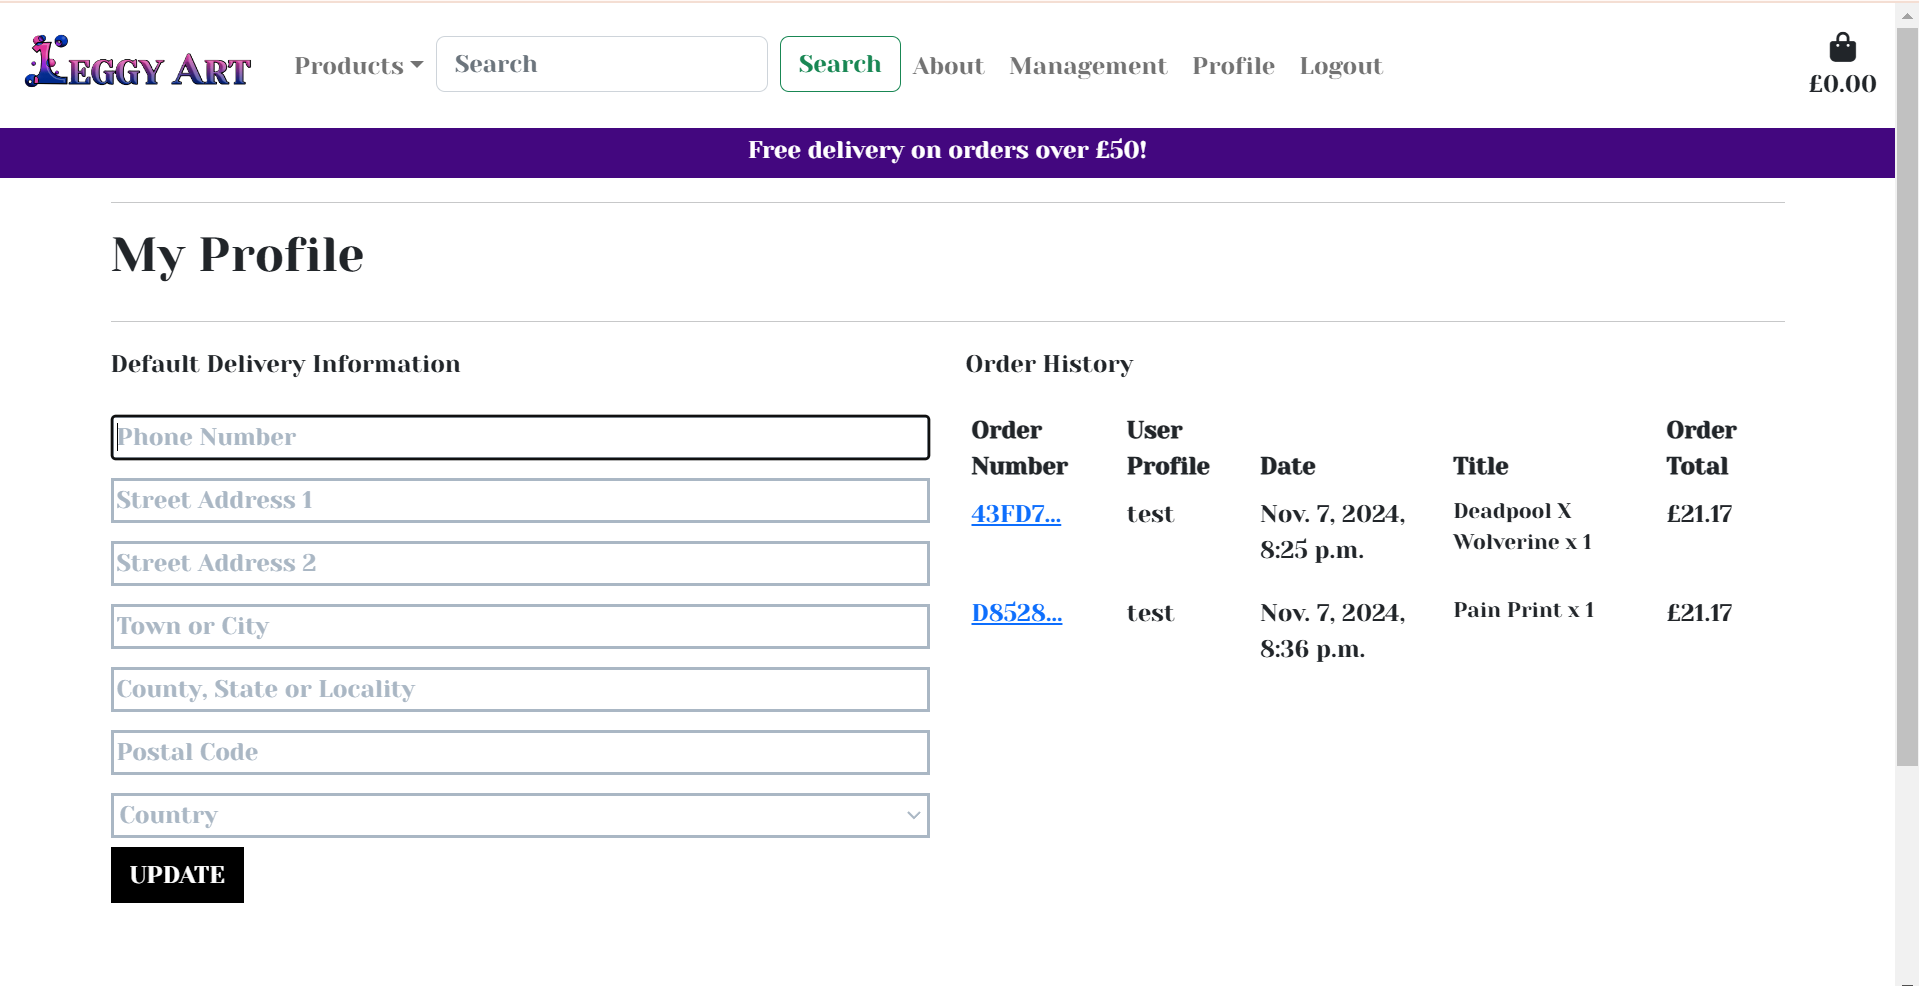 LEGGY ART
Products
Search
Search
About
Management
Profile
Logout
£0.00
Free delivery on orders over £50!
My Profile
Default Delivery Information
Phone Number
Street Address 1
Street Address 2
Town or City
County, State or Locality
Postal Code
Country
UPDATE
Order History
Order Number User Profile Date Title Order Total
43FD7... test Nov. 7, 2024, 8:25 p.m. Deadpool X Wolverine x 1 £21.17
D8528... test Nov. 7, 2024, 8:36 p.m. Pain Print x 1 £21.17